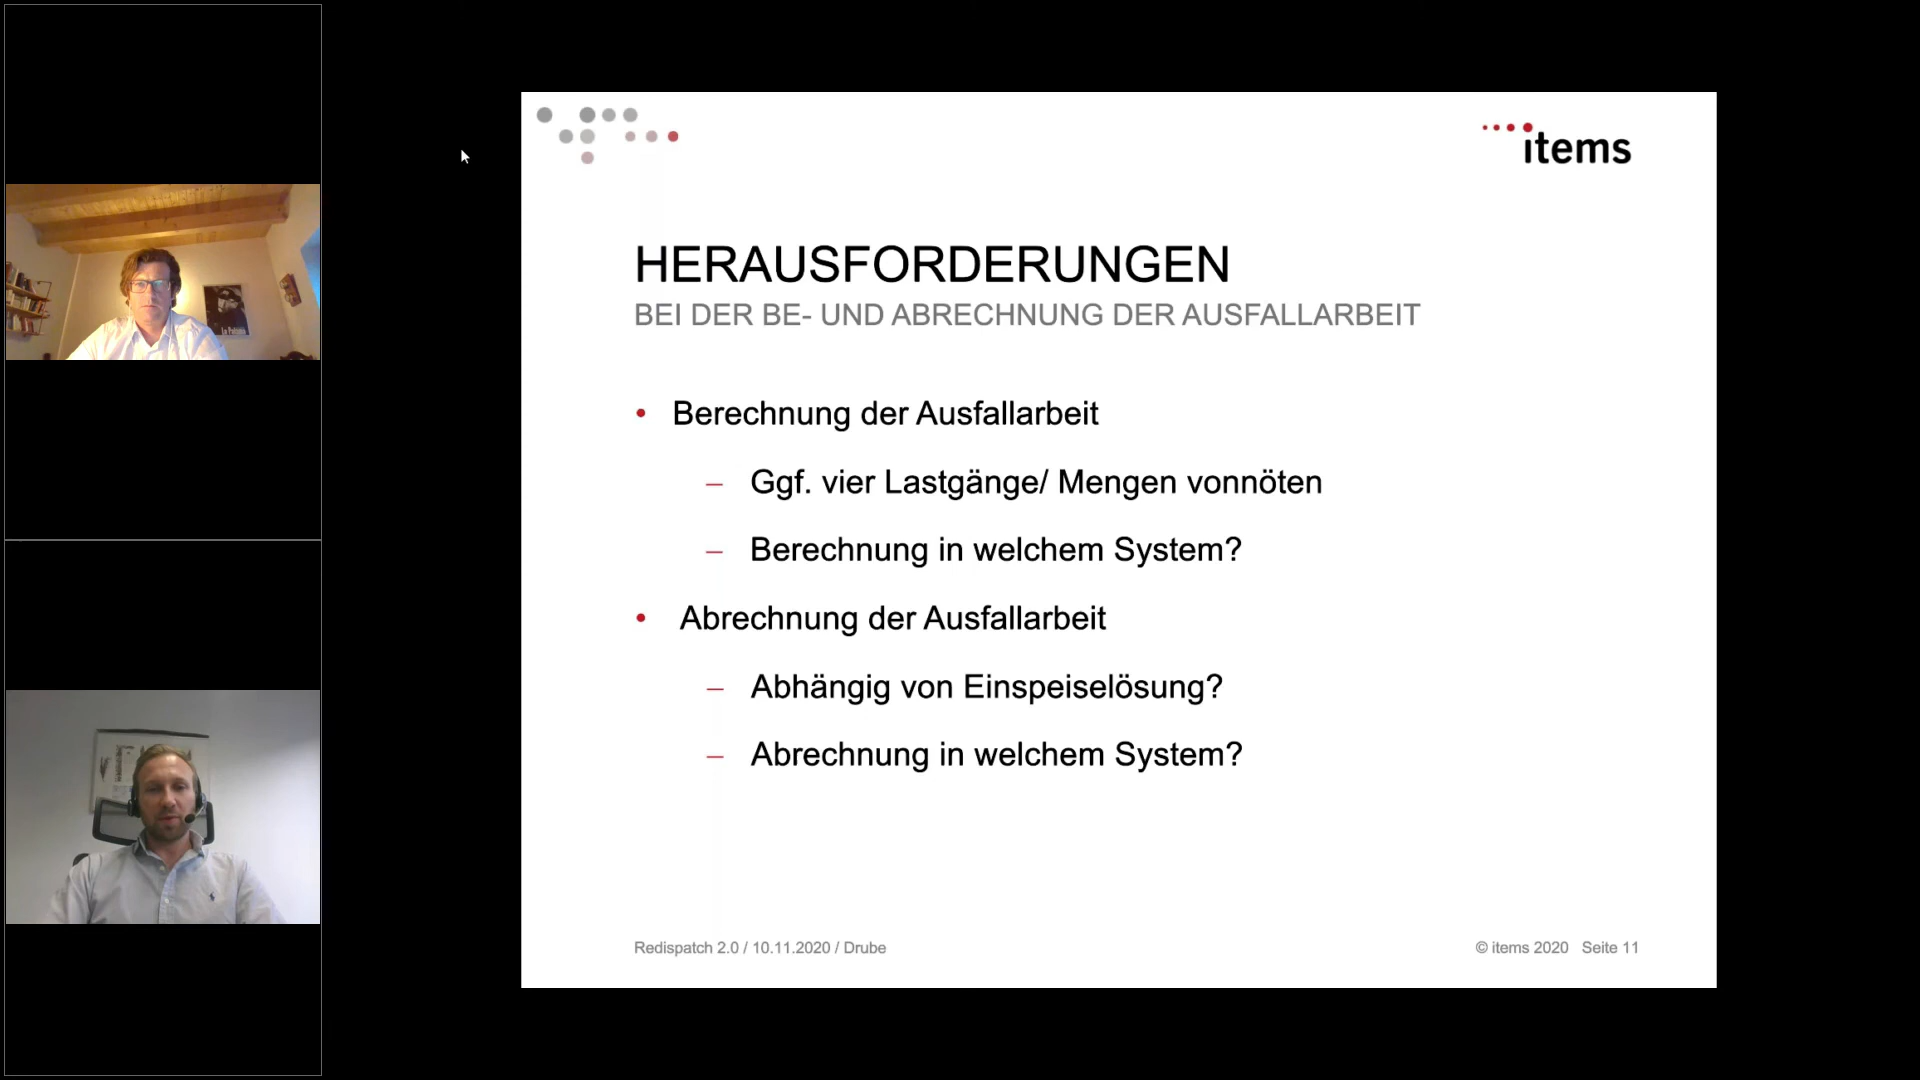 items
HERAUSFORDERUNGEN
BEI DER BE- UND ABRECHNUNG DER AUSFALLARBEIT
• Berechnung der Ausfallarbeit
– Ggf. vier Lastgänge/ Mengen vonnöten
– Berechnung in welchem System?
• Abrechnung der Ausfallarbeit
– Abhängig von Einspeiselösung?
– Abrechnung in welchem System?
Redispatch 2.0 / 10.11.2020 / Drube
© items 2020 Seite 11